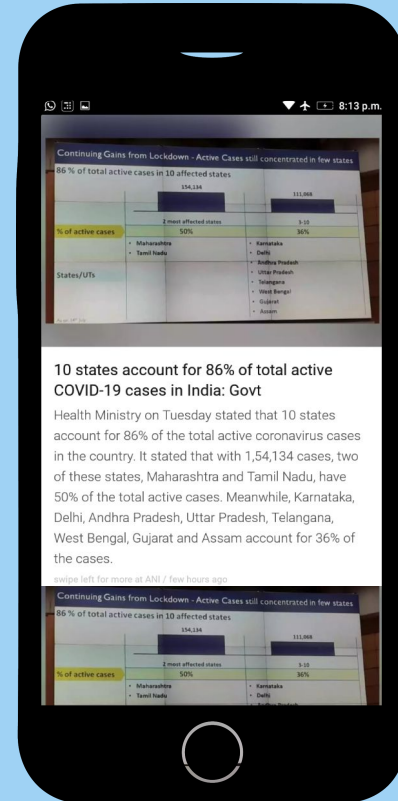 8:13 p.m.
Continuing Gains from Lockdown - Active Cases still concentrated in few states
86 % of total active cases in 10 affected states
154,134
111,068
2 most affected states
3-10
% of active cases
50%
36%
• Maharashtra
• Tamil Nadu
• Karnataka
• Delhi
• Andhra Pradesh
• Uttar Pradesh
• Telangana
• West Bengal
• Gujarat
• Assam
States/UTs
10 states account for 86% of total active
COVID-19 cases in India: Govt
Health Ministry on Tuesday stated that 10 states
account for 86% of the total active coronavirus cases
in the country. It stated that with 1,54,134 cases, two
of these states, Maharashtra and Tamil Nadu, have
50% of the total active cases. Meanwhile, Karnataka,
Delhi, Andhra Pradesh, Uttar Pradesh, Telangana,
West Bengal, Gujarat and Assam account for 36% of
the cases.
swipe left for more at ANI / few hours ago
Continuing Gains from Lockdown - Active Cases still concentrated in few states
86 % of total active cases in 10 affected states
154,134
111,068
2 most affected states
3-10
% of active cases
50%
36%
• Maharashtra
• Tamil Nadu
• Karnataka
• Delhi